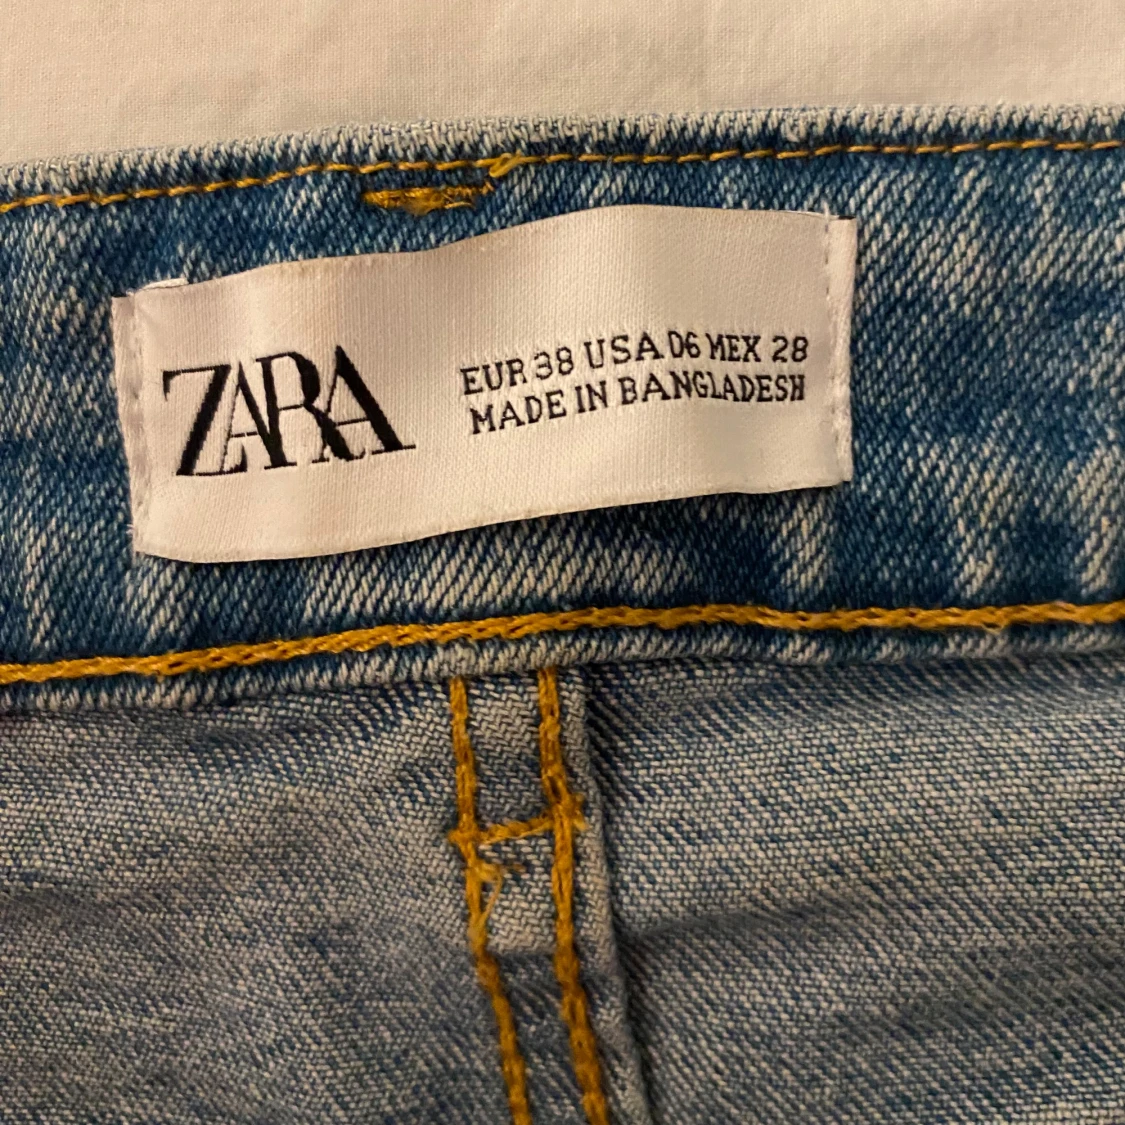 ZARA
EUR 38 USA 06 MEX 28
MADE IN BANGLADESH